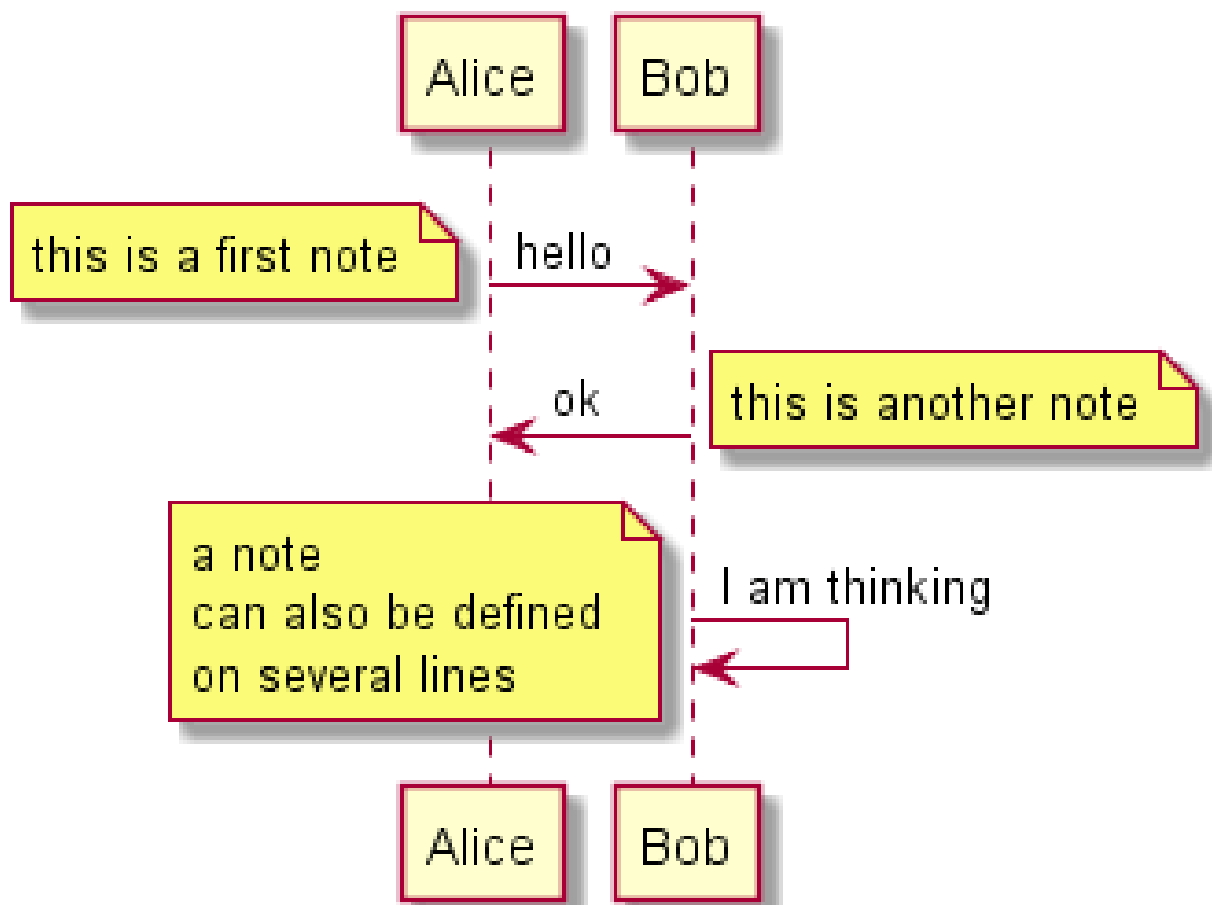 Alice
Bob
this is a first note
hello
ok
this is another note
a note
can also be defined
on several lines
I am thinking
Alice
Bob